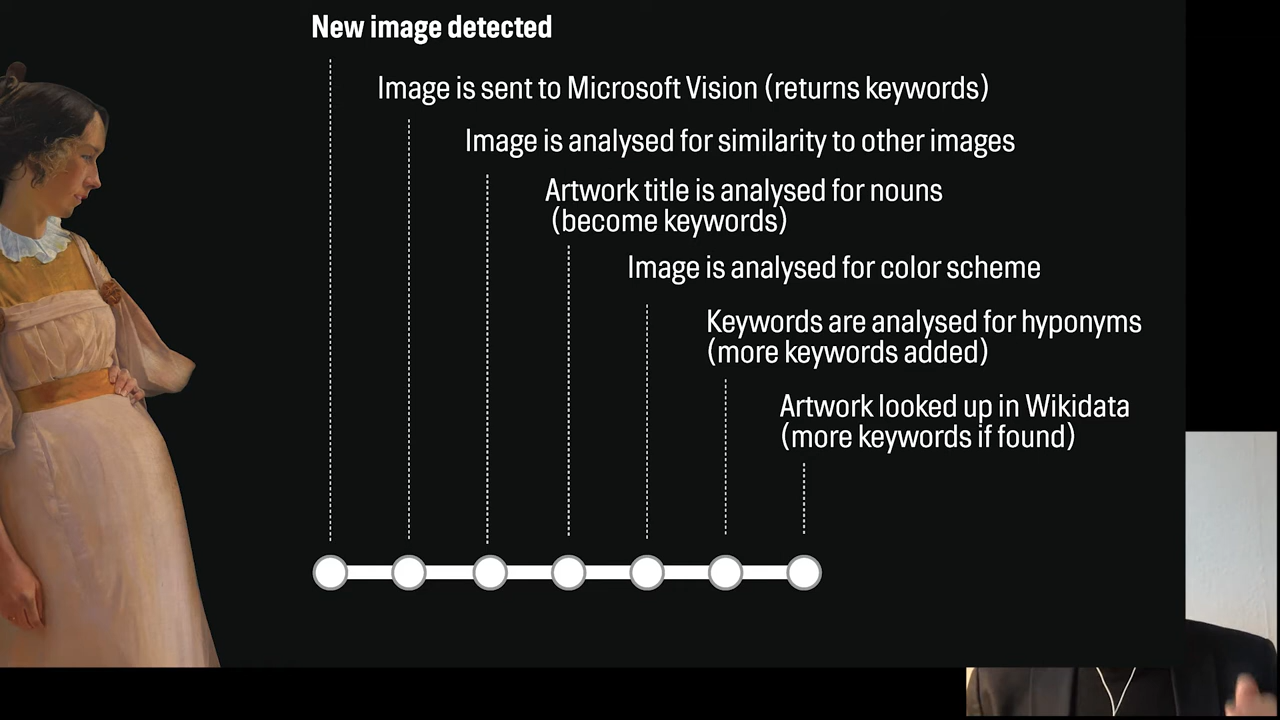 New image detected
Image is sent to Microsoft Vision (returns keywords)
Image is analysed for similarity to other images
Artwork title is analysed for nouns
(become keywords)
Image is analysed for color scheme
Keywords are analysed for hyponyms
(more keywords added)
Artwork looked up in Wikidata
(more keywords if found)